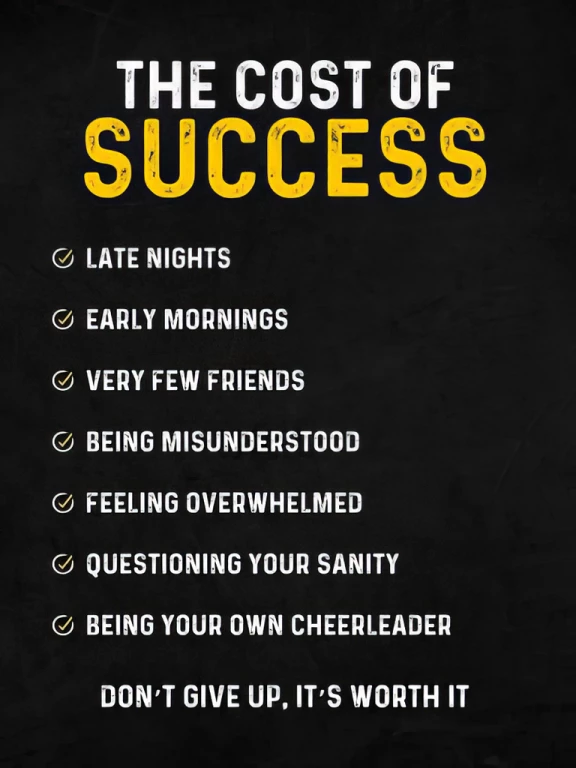 THE COST OF
SUCCESS
LATE NIGHTS
EARLY MORNINGS
VERY FEW FRIENDS
BEING MISUNDERSTOOD
FEELING OVERWHELMED
QUESTIONING YOUR SANITY
BEING YOUR OWN CHEERLEADER
DON'T GIVE UP, IT'S WORTH IT